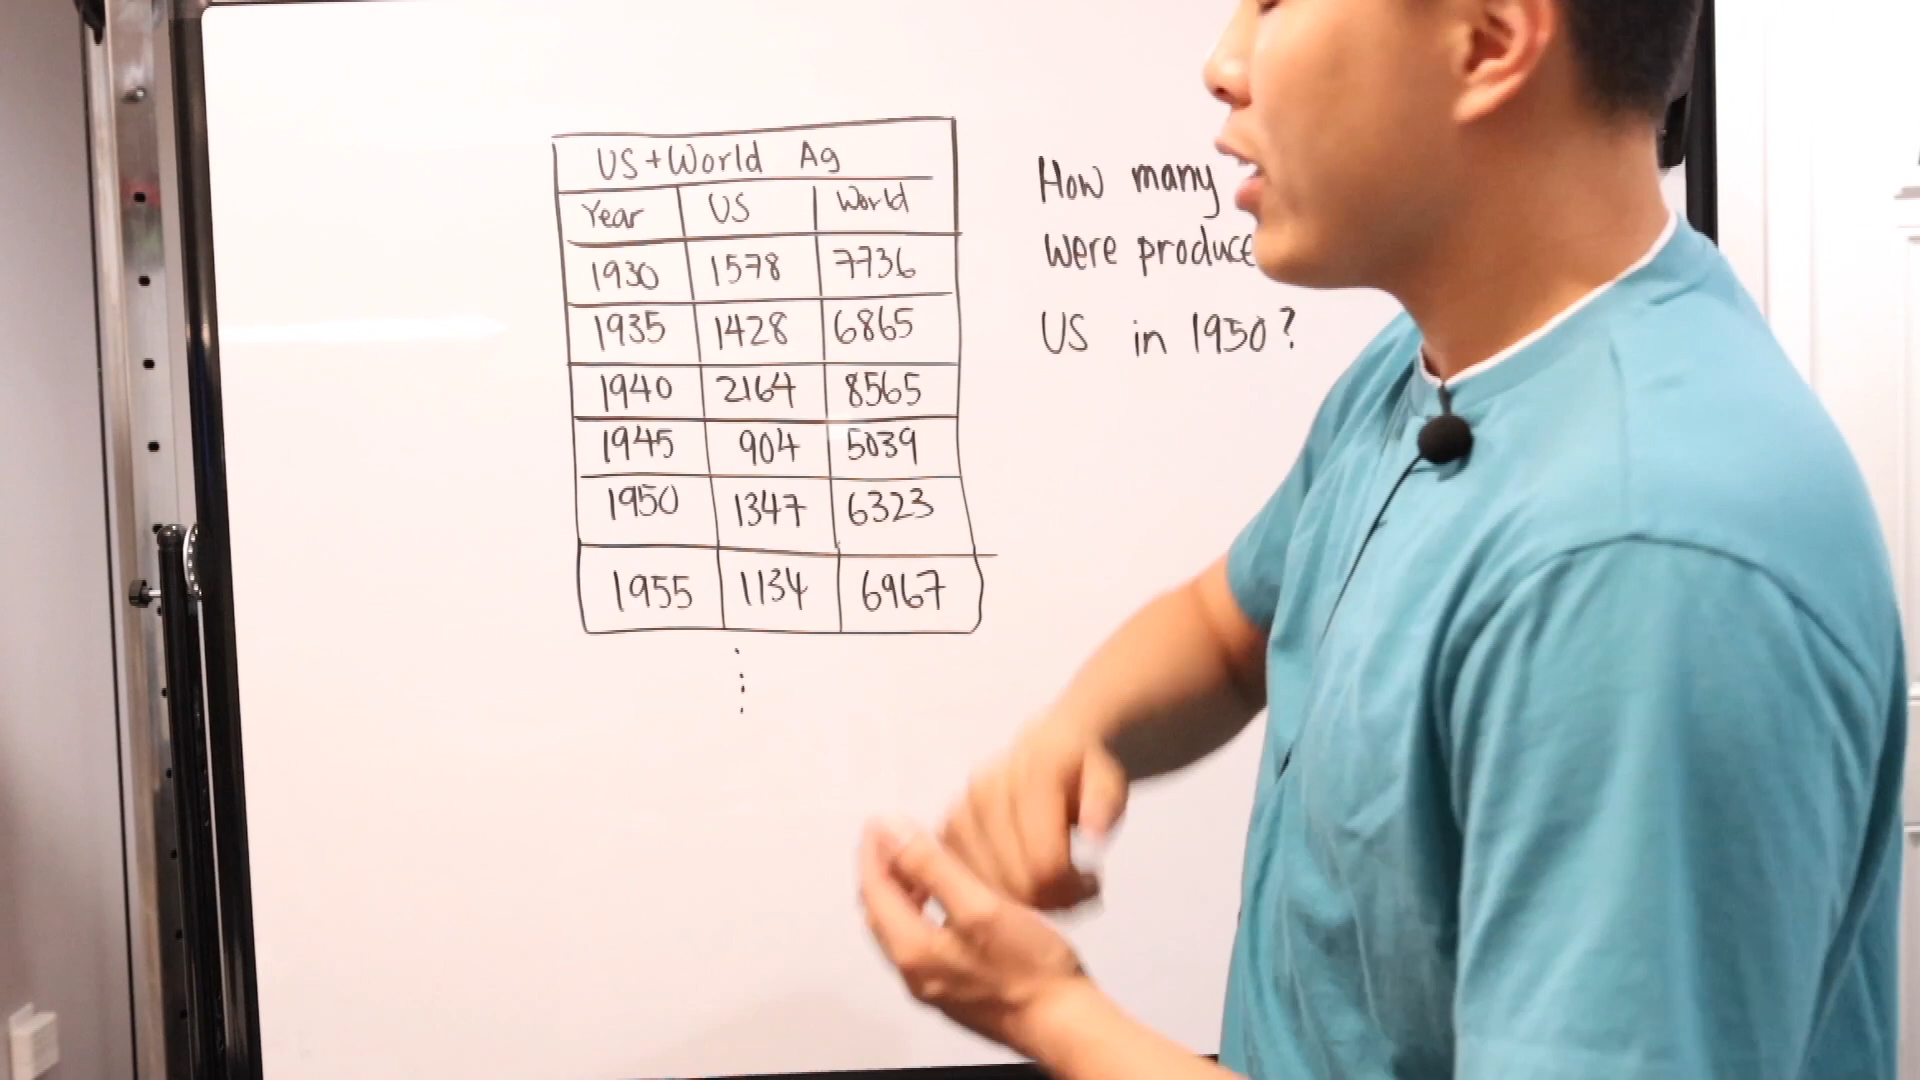 US+World Ag
Year US World
1930 1578 7736
1935 1428 6865
1940 2164 8565
1945 904 5039
1950 1347 6323
1955 1134 6967
How many
were produce
US in 1950?